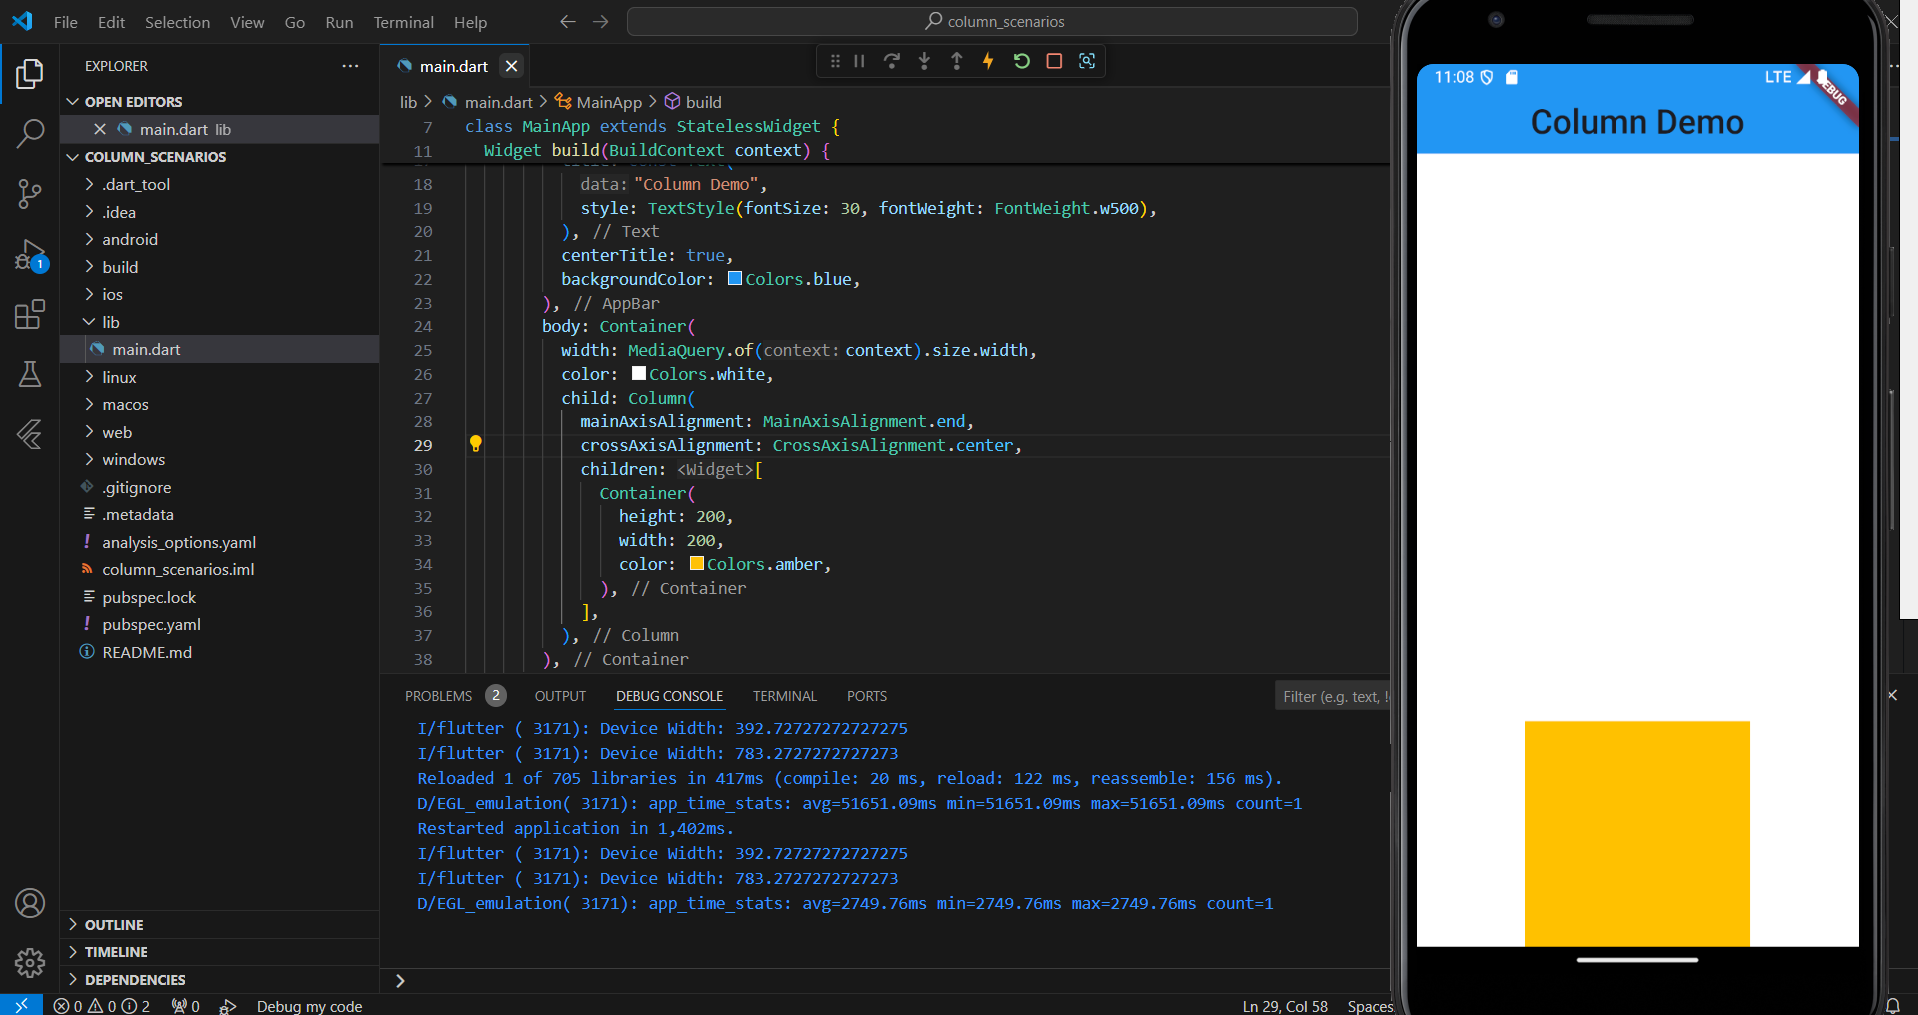 File Edit Selection View Go Run Terminal Help
column_scenarios
EXPLORER
OPEN EDITORS
main.dart lib
COLUMN_SCENARIOS
.dart_tool
.idea
android
build
ios
lib
main.dart
linux
macos
web
windows
.gitignore
.metadata
analysis_options.yaml
column_scenarios.iml
pubspec.lock
pubspec.yaml
README.md
OUTLINE
TIMELINE
DEPENDENCIES
1
main.dart
lib > main.dart > MainApp > build
7 class MainApp extends StatelessWidget {
11 Widget build(BuildContext context) {
18 data: "Column Demo",
19 style: TextStyle(fontSize: 30, fontWeight: FontWeight.w500),
20 ), // Text
21 centerTitle: true,
22 backgroundColor: Colors.blue,
23 ), // AppBar
24 body: Container(
25 width: MediaQuery.of(context: context).size.width,
26 color: Colors.white,
27 child: Column(
28 mainAxisAlignment: MainAxisAlignment.end,
29 crossAxisAlignment: CrossAxisAlignment.center,
30 children: <Widget>[
31 Container(
32 height: 200,
33 width: 200,
34 color: Colors.amber,
35 ), // Container
36 ],
37 ), // Column
38 ), // Container
PROBLEMS 2 OUTPUT DEBUG CONSOLE TERMINAL PORTS
Filter (e.g. text, !
I/flutter ( 3171): Device Width: 392.72727272727275
I/flutter ( 3171): Device Width: 783.2727272727273
Reloaded 1 of 705 libraries in 417ms (compile: 20 ms, reload: 122 ms, reassemble: 156 ms).
D/EGL_emulation( 3171): app_time_stats: avg=51651.09ms min=51651.09ms max=51651.09ms count=1
Restarted application in 1,402ms.
I/flutter ( 3171): Device Width: 392.72727272727275
I/flutter ( 3171): Device Width: 783.2727272727273
D/EGL_emulation( 3171): app_time_stats: avg=2749.76ms min=2749.76ms max=2749.76ms count=1
0 0 2 0 Debug my code
Ln 29, Col 58 Spaces
11:08 LTE
Column Demo